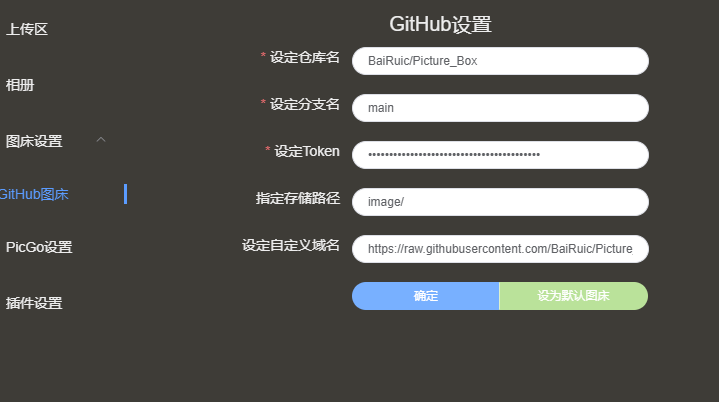 GitHub设置
上传区
相册
图床设置
GitHub图床
PicGo设置
插件设置
* 设定仓库名 BaiRuic/Picture_Box
* 设定分支名 main
* 设定Token ••••••••••••••••••••••••••••••••••••••••
指定存储路径 image/
设定自定义域名 https://raw.githubusercontent.com/BaiRuic/Picture
确定 设为默认图床